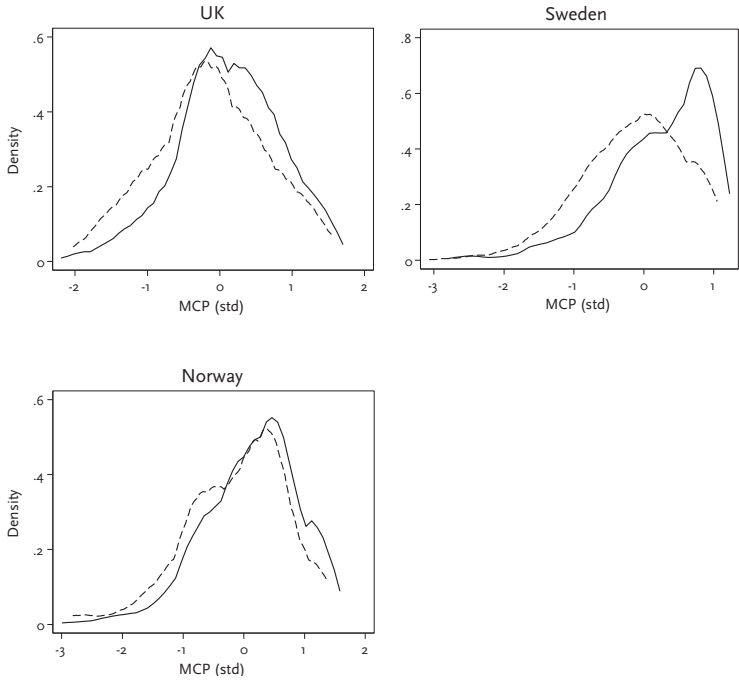 UK
.6
.4
.2
0
Density
-2 -1 0 1 2
MCP (std)
Sweden
.8
.6
.4
.2
0
-3 -2 -1 0 1
MCP (std)
Norway
.6
.4
.2
0
Density
-3 -2 -1 0 1 2
MCP (std)